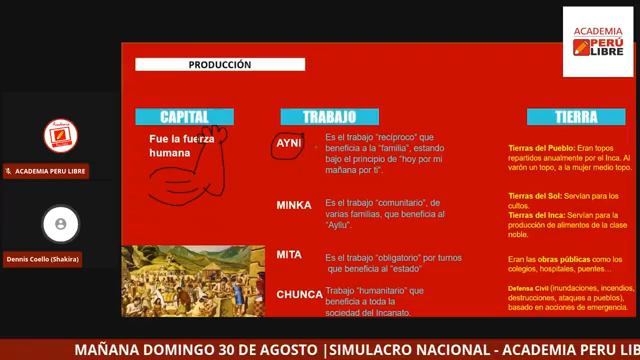 ACADEMIA
PERÚ
LIBRE
PRODUCCIÓN
CAPITAL
Fue la fuerza
humana
TRABAJO
AYNI
Es el trabajo “recíproco” que
beneficia a la “familia”, estando
bajo el principio de “hoy por mi
mañana por ti”.
MINKA
Es el trabajo “comunitario”, de
varias familias, que beneficia al
“Ayllu”.
MITA
Es el trabajo “obligatorio” por turnos
que beneficia al “estado”
CHUNCA
Trabajo “humanitario” que
beneficia a toda la
sociedad del Incanato.
TIERRA
Tierras del Pueblo: Eran topos
repartidos anualmente por el Inca. Al
varón un topo, a la mujer medio topo.
Tierras del Sol: Servían para los
cultos.
Tierras del Inca: Servían para la
producción de alimentos de la clase
noble.
Eran las obras públicas como los
colegios, hospitales, puentes...
Defensa Civil (inundaciones, incendios,
destrucciones, ataques a pueblos),
basado en acciones de emergencia.
ACADEMIA PERU LIBRE
Dennis Coello (Shakira)
MAÑANA DOMINGO 30 DE AGOSTO |SIMULACRO NACIONAL - ACADEMIA PERU LIB